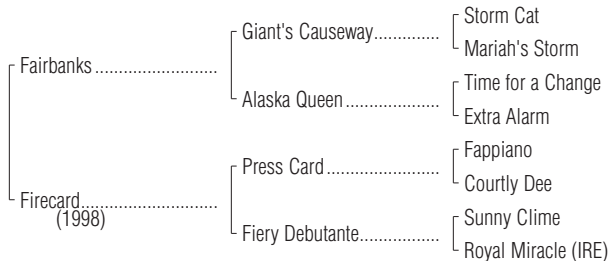 Storm Cat
Giant's Causeway..............
Mariah's Storm
Fairbanks ..........................
Time for a Change
Alaska Queen ....................
Extra Alarm
Fappiano
Press Card ........................
Courtly Dee
Firecard.............................
(1998)
Sunny Clime
Fiery Debutante.................
Royal Miracle (IRE)